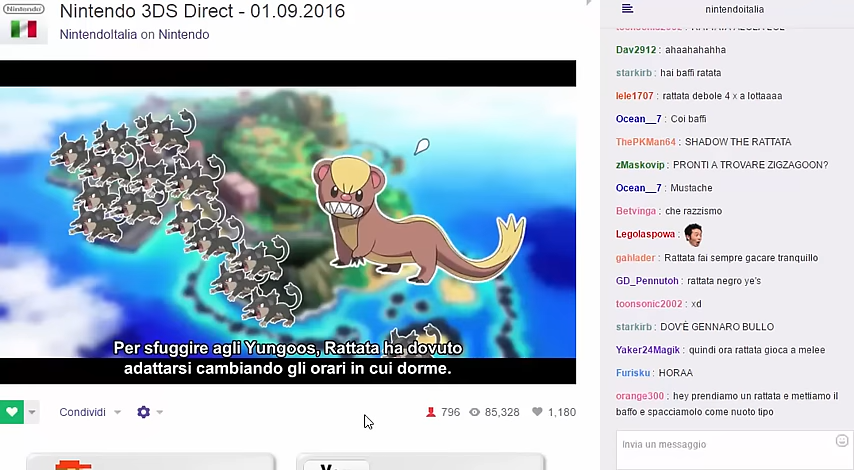 Nintendo
Nintendo 3DS Direct - 01.09.2016
NintendoItalia on Nintendo
Per sfuggire agli Yungoos, Rattata ha dovuto
adattarsi cambiando gli orari in cui dorme.
Condividi
796
85,328
1,180
nintendoitalia
Dav2912 : ahaahahahha
starkirb : hai baffi ratata
lele1707 : rattata debole 4 x a lottaaaa
Ocean__7 : Coi baffi
ThePKMan64 : SHADOW THE RATTATA
zMaskovip : PRONTI A TROVARE ZIGZAGOON?
Ocean__7 : Mustache
Betvinga : che razzismo
Legolaspowa :
gahlader : Rattata fai sempre gacare tranquillo
GD_Pennutoh : rattata negro ye's
toonsonic2002 : xd
starkirb : DOV'È GENNARO BULLO
Yaker24Magik : quindi ora rattata gioca a melee
Furisku : HORAA
orange300 : hey prendiamo un rattata e mettiamo il
baffo e spacciamolo come nuoto tipo
Invia un messaggio